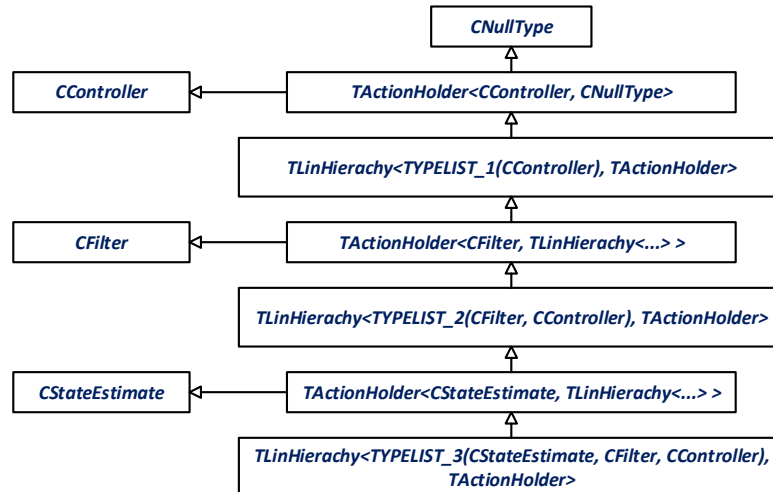 CNullType
CController
TActionHolder<CController, CNullType>
TLinHierachy<TYPELIST_1(CController), TActionHolder>
CFilter
TActionHolder<CFilter, TLinHierachy<...> >
TLinHierachy<TYPELIST_2(CFilter, CController), TActionHolder>
CStateEstimate
TActionHolder<CStateEstimate, TLinHierachy<...> >
TLinHierachy<TYPELIST_3(CStateEstimate, CFilter, CController),
TActionHolder>